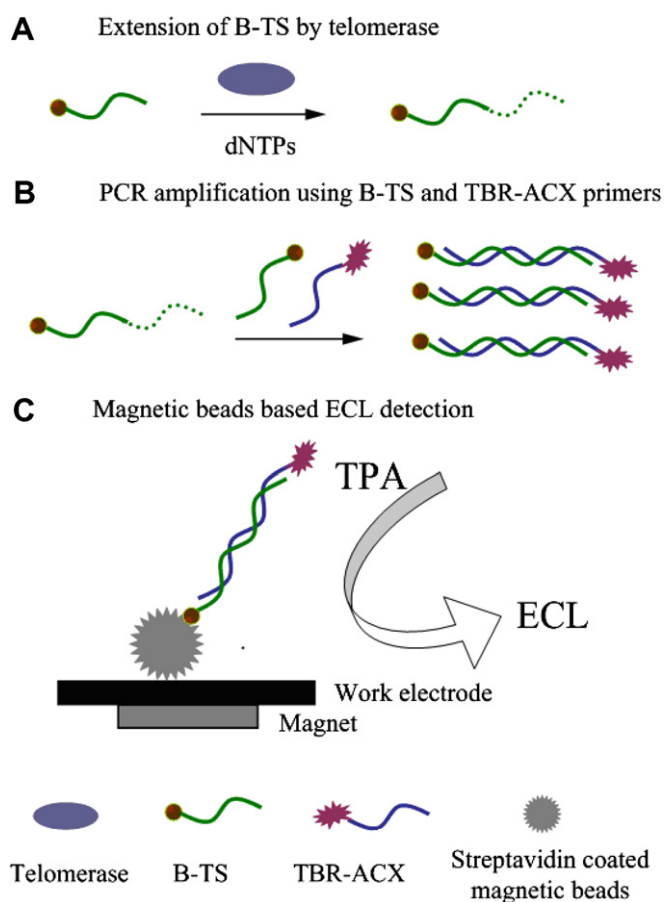 A Extension of B-TS by telomerase
dNTPs
B PCR amplification using B-TS and TBR-ACX primers
C Magnetic beads based ECL detection
TPA
ECL
Work electrode
Magnet
Telomerase B-TS TBR-ACX Streptavidin coated
magnetic beads